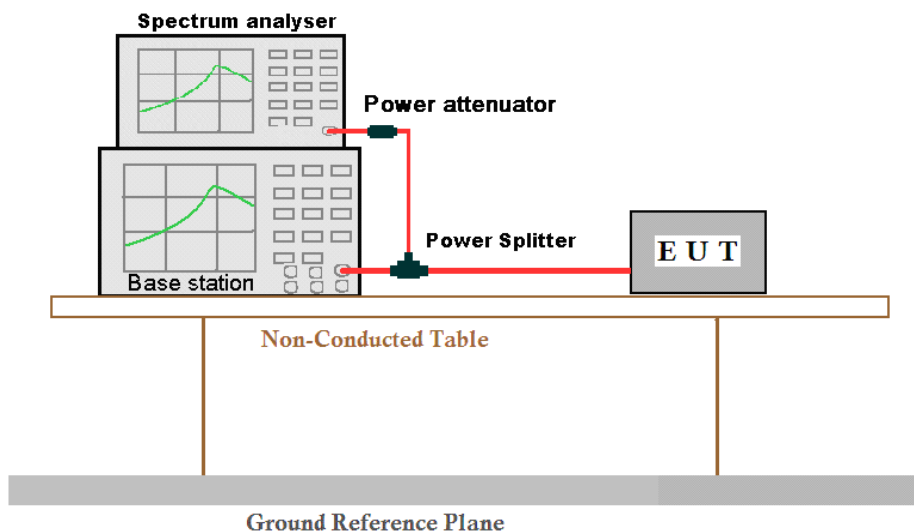 Spectrum analyser
Power attenuator
Power Splitter
E U T
Base station
Non-Conducted Table
Ground Reference Plane